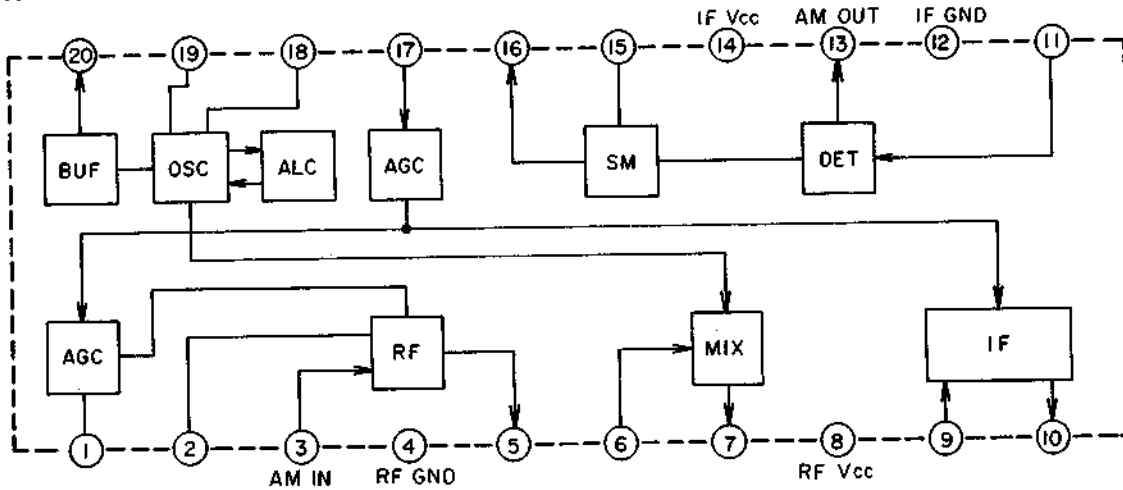 IF Vcc AM OUT IF GND
20 19 18 17 16 15 14 13 12 11
BUF OSC ALC AGC SM DET
AGC RF MIX IF
1 2 3 4 5 6 7 8 9 10
AM IN RF GND RF Vcc